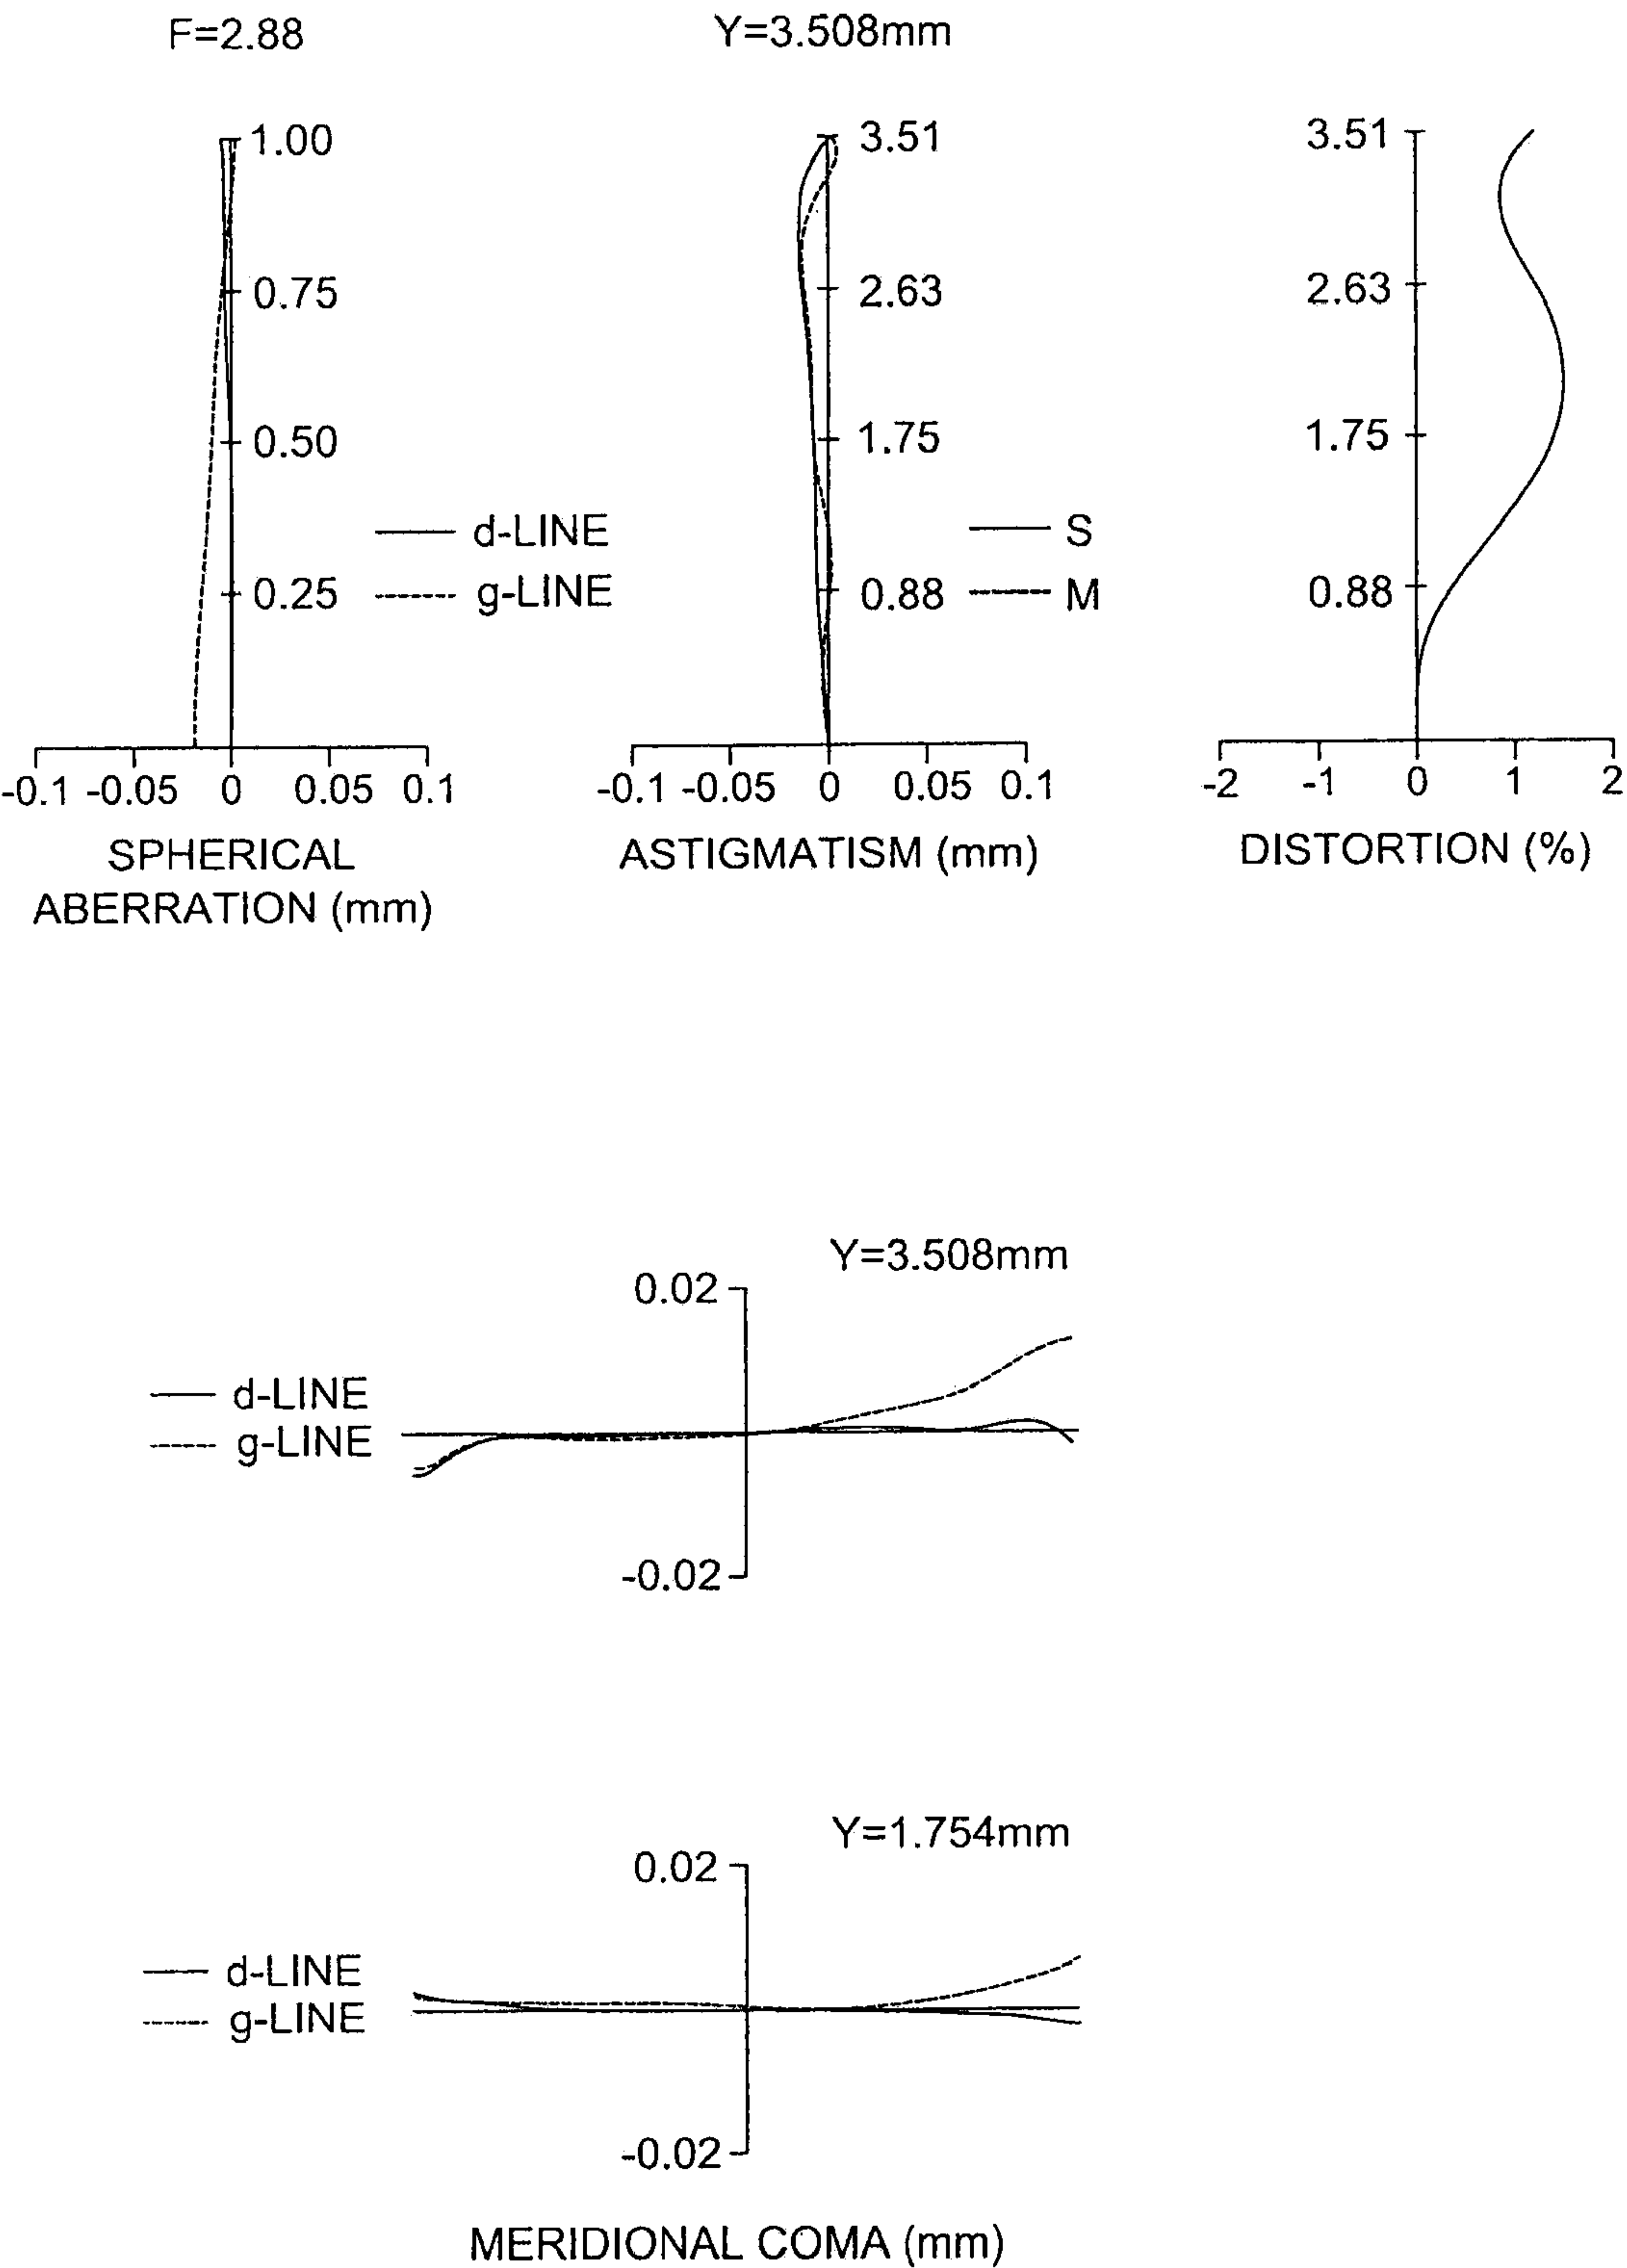 F=2.88
1.00
0.75
0.50
0.25
d-LINE
g-LINE
-0.1 -0.05 0 0.05 0.1
SPHERICAL
ABERRATION (mm)
Y=3.508mm
3.51
2.63
1.75
0.88
S
M
-0.1 -0.05 0 0.05 0.1
ASTIGMATISM (mm)
3.51
2.63
1.75
0.88
-2 -1 0 1 2
DISTORTION (%)
Y=3.508mm
0.02
d-LINE
g-LINE
-0.02
Y=1.754mm
0.02
d-LINE
g-LINE
-0.02
MERIDIONAL COMA (mm)